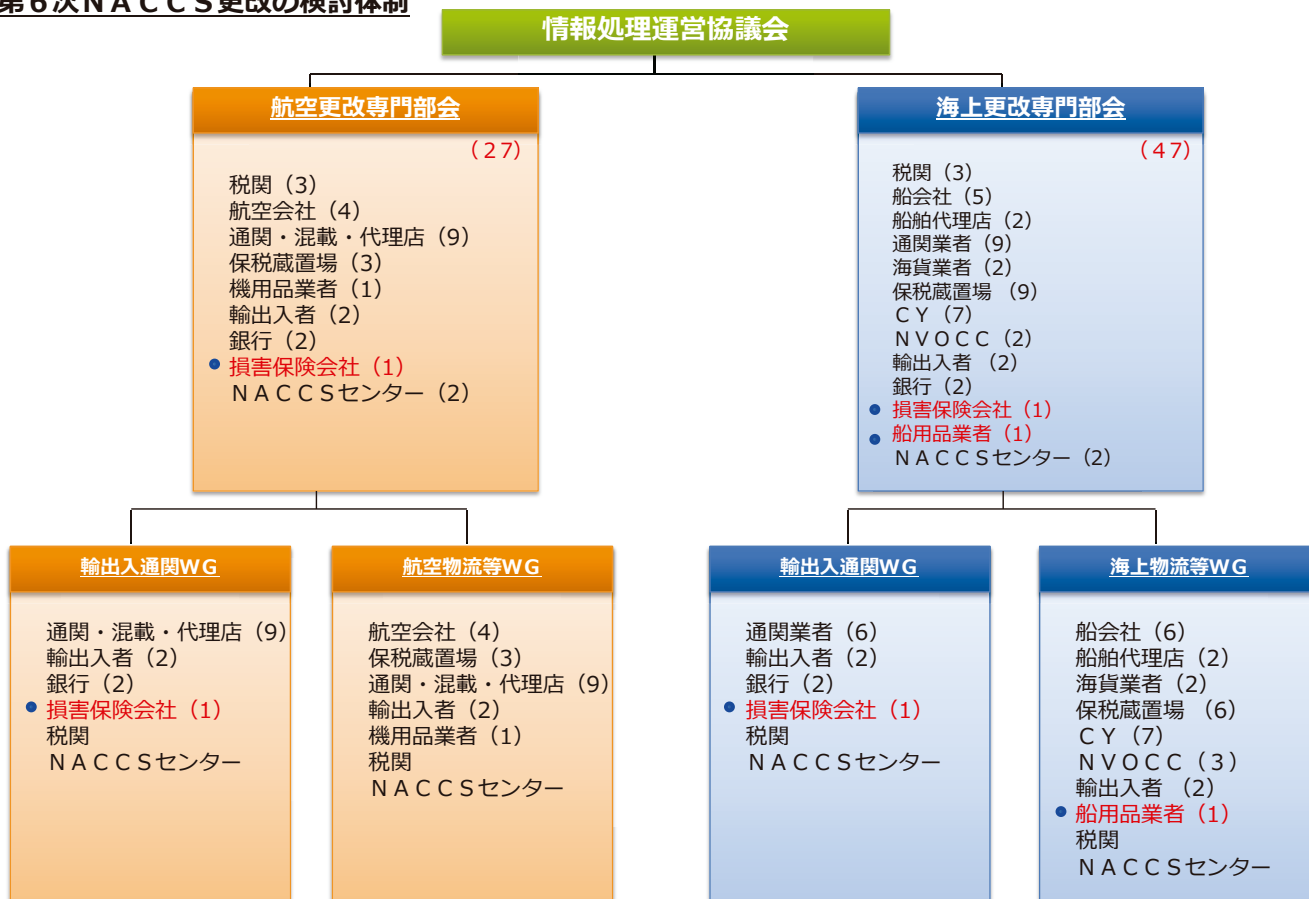 第６次ＮＡＣＣＳ更改の検討体制
情報処理運営協議会
航空更改専門部会
（２７）
税関（3）
航空会社（4）
通関・混載・代理店（9）
保税蔵置場（3）
機用品業者（1）
輸出入者（2）
銀行（2）
損害保険会社（1）
ＮＡＣＣＳセンター（2）
海上更改専門部会
（４７）
税関（3）
船会社（5）
船舶代理店（2）
通関業者（9）
海貨業者（2）
保税蔵置場 （9）
ＣＹ（7）
ＮＶＯＣＣ（2）
輸出入者 （2）
銀行（2）
損害保険会社（1）
船用品業者（1）
ＮＡＣＣＳセンター（2）
輸出入通関ＷＧ
通関・混載・代理店（9）
輸出入者（2）
銀行（2）
損害保険会社（1）
税関
ＮＡＣＣＳセンター
航空物流等ＷＧ
航空会社（4）
保税蔵置場（3）
通関・混載・代理店（9）
輸出入者（2）
機用品業者（1）
税関
ＮＡＣＣＳセンター
輸出入通関ＷＧ
通関業者（6）
輸出入者（2）
銀行（2）
損害保険会社（1）
税関
ＮＡＣＣＳセンター
海上物流等ＷＧ
船会社（6）
船舶代理店（2）
海貨業者（2）
保税蔵置場 （6）
ＣＹ（7）
ＮＶＯＣＣ（３）
輸出入者 （2）
船用品業者（1）
税関
ＮＡＣＣＳセンター